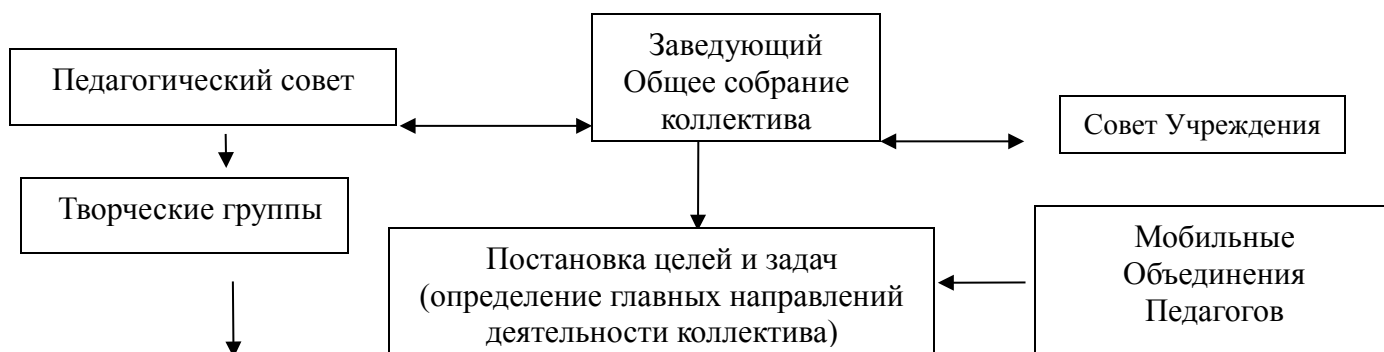 Заведующий
Общее собрание
коллектива
Педагогический совет
Совет Учреждения
Творческие группы
Постановка целей и задач
(определение главных направлений
деятельности коллектива)
Мобильные
Объединения
Педагогов